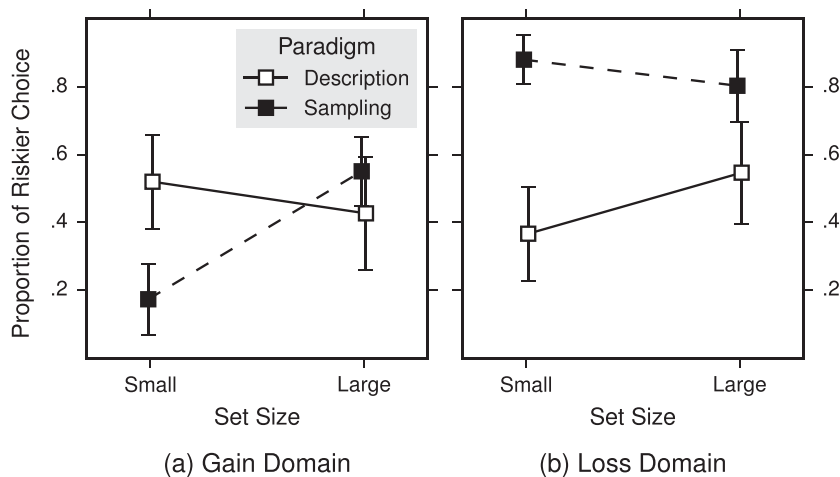 Proportion of Riskier Choice
.8
.6
.4
.2
Paradigm
Description
Sampling
Small
Large
Set Size
(a) Gain Domain
.8
.6
.4
.2
Small
Large
Set Size
(b) Loss Domain